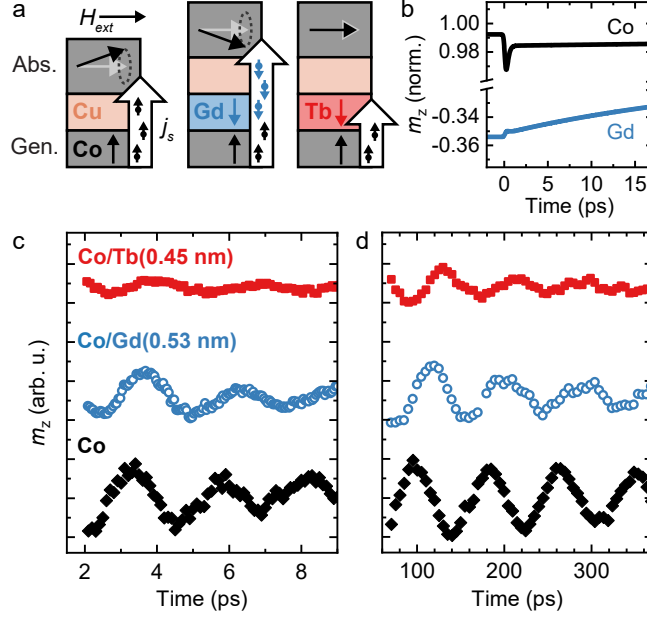 a
H_ext
Abs.
Gen.
Cu
Co
j_s
Gd
Tb
b
m_z (norm.)
1.00
0.98
-0.34
-0.36
Co
Gd
0 5 10 15
Time (ps)
c
Co/Tb(0.45 nm)
Co/Gd(0.53 nm)
Co
m_z (arb. u.)
2 4 6 8
Time (ps)
d
100 200 300
Time (ps)